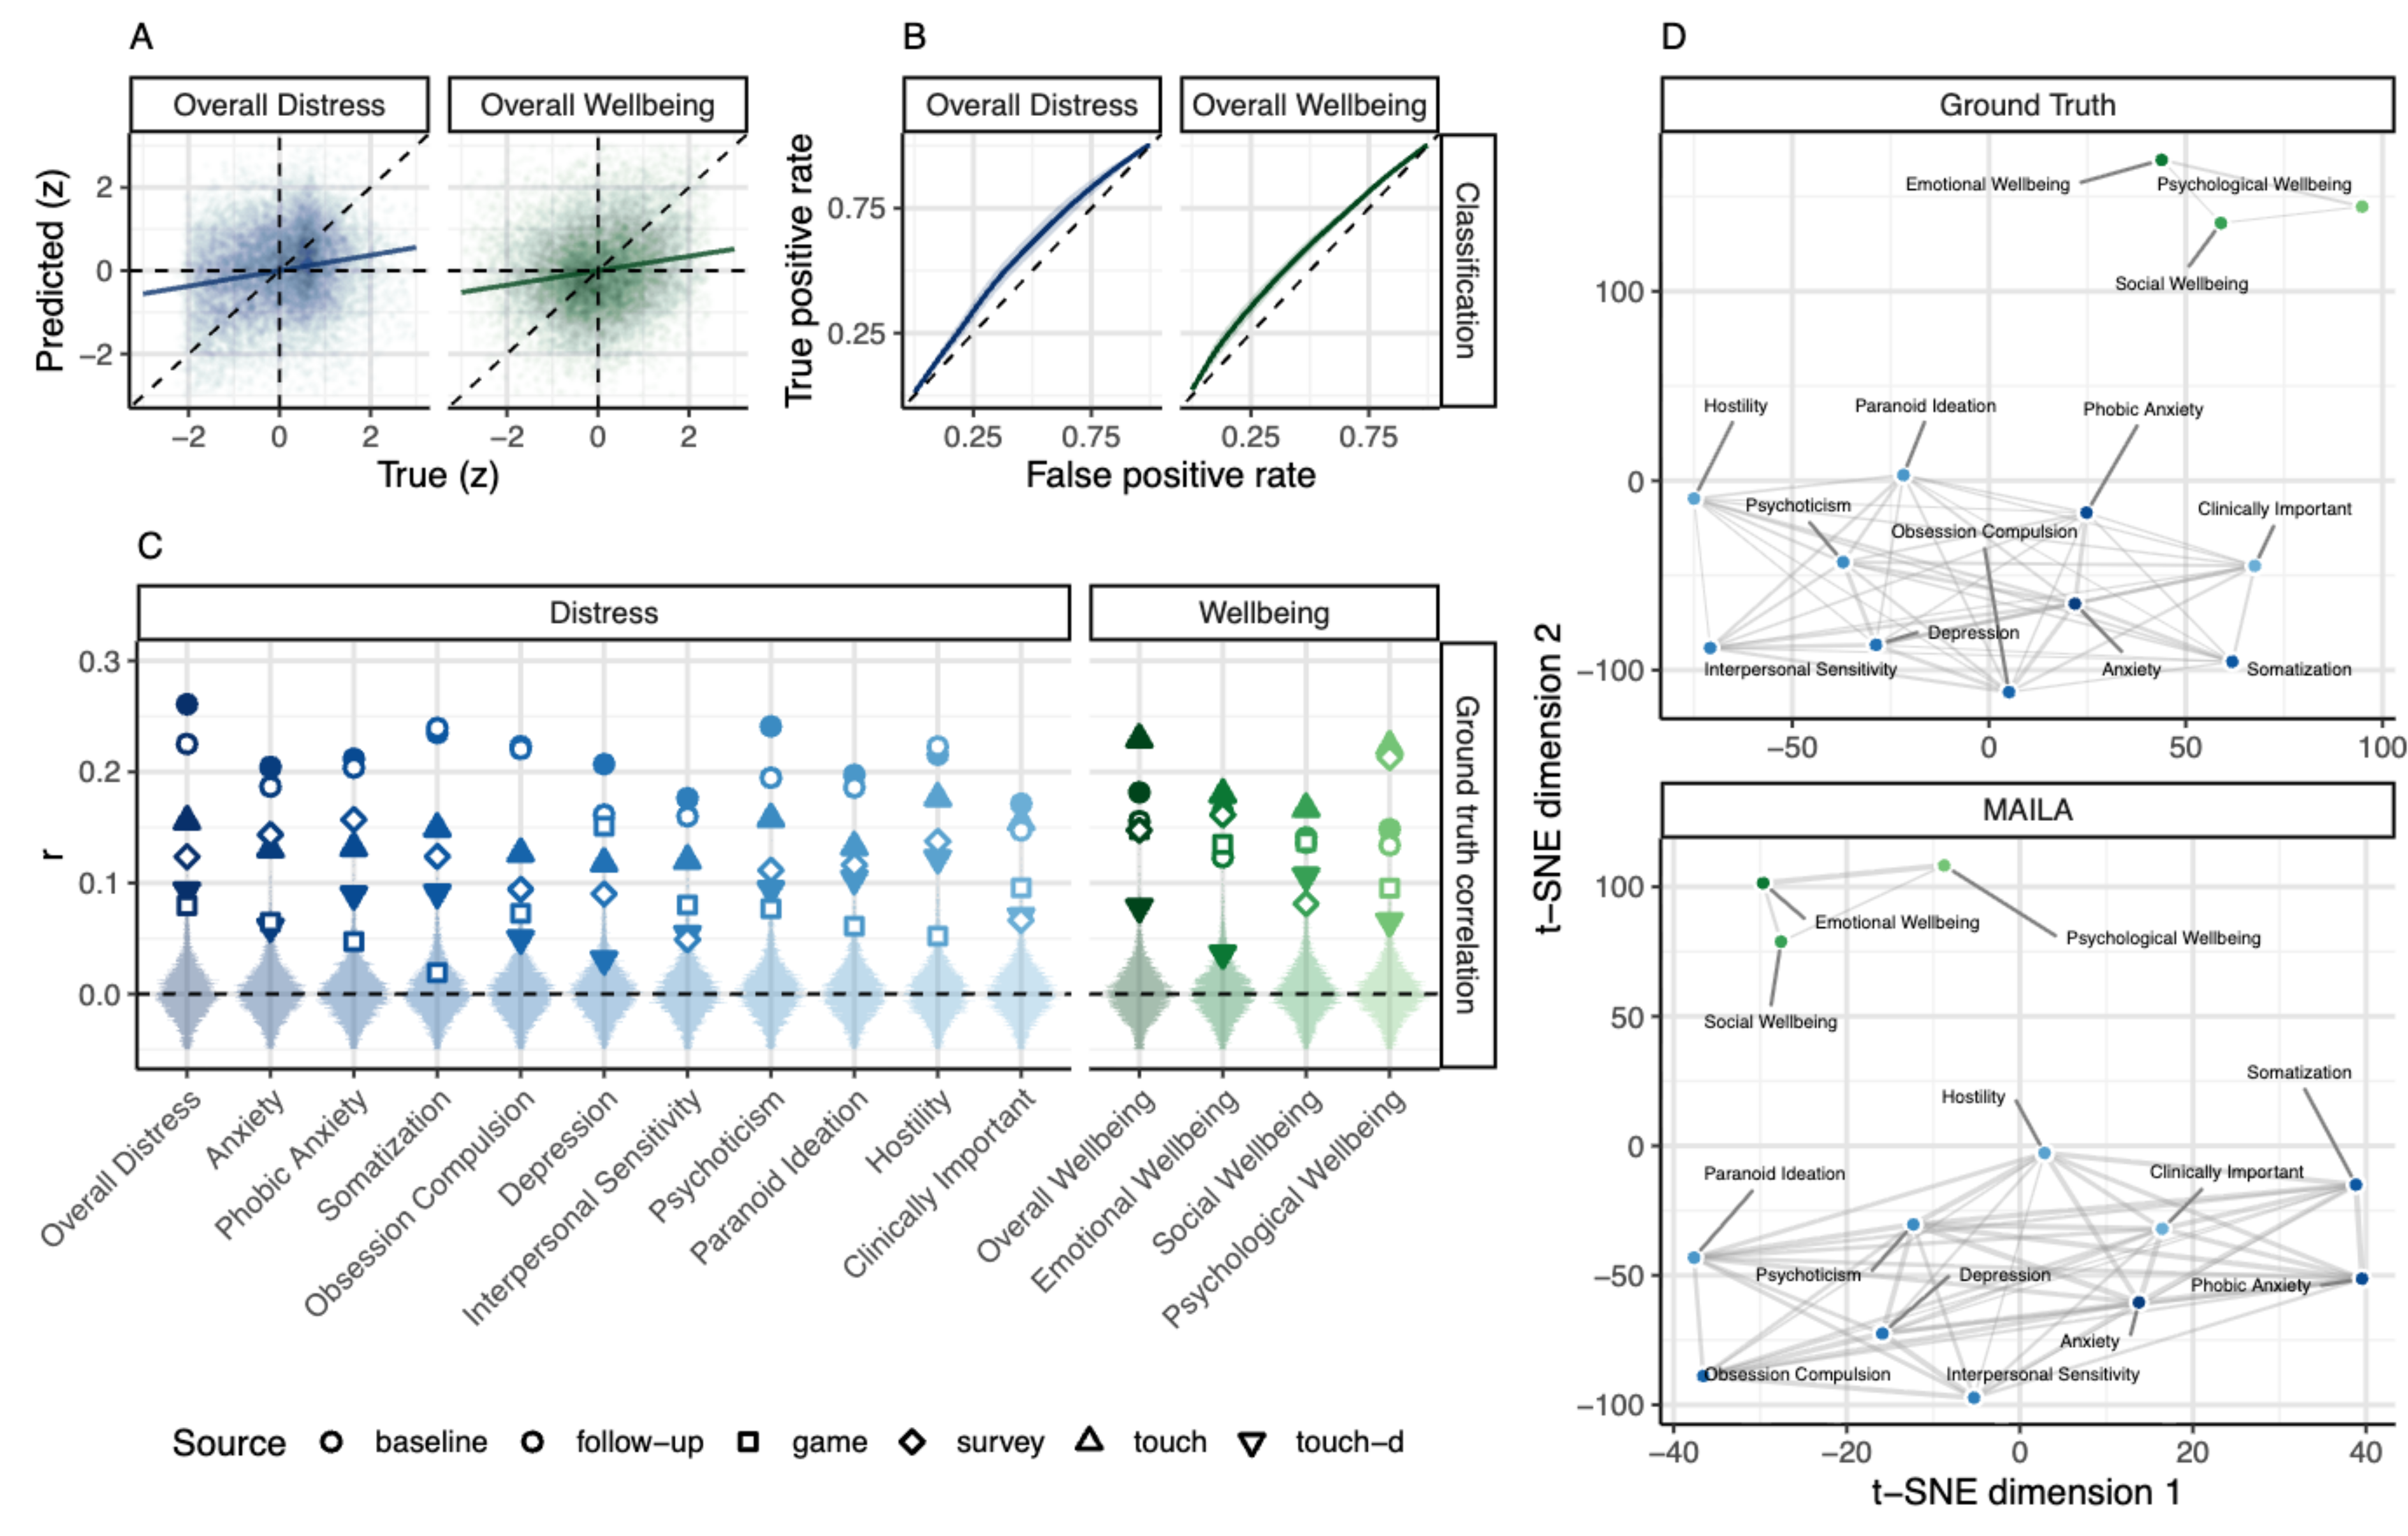 A
Overall Distress
Overall Wellbeing
Predicted (z)
2
0
−2
−2
0
2
−2
0
2
True (z)
B
Overall Distress
Overall Wellbeing
True positive rate
0.75
0.25
0.25
0.75
0.25
0.75
False positive rate
Classification
C
Distress
Wellbeing
r
0.3
0.2
0.1
0.0
Ground truth correlation
Overall Distress
Anxiety
Phobic Anxiety
Somatization
Obsession Compulsion
Depression
Interpersonal Sensitivity
Psychoticism
Paranoid Ideation
Hostility
Clinically Important
Overall Wellbeing
Emotional Wellbeing
Social Wellbeing
Psychological Wellbeing
Source
baseline
follow−up
game
survey
touch
touch−d
D
Ground Truth
Emotional Wellbeing
Psychological Wellbeing
Social Wellbeing
100
Hostility
Paranoid Ideation
Phobic Anxiety
0
Psychoticism
Clinically Important
Obsession Compulsion
Depression
−100
Interpersonal Sensitivity
Anxiety
Somatization
−50
0
50
100
t−SNE dimension 2
MAILA
100
Emotional Wellbeing
Psychological Wellbeing
50
Social Wellbeing
Somatization
Hostility
0
Paranoid Ideation
Clinically Important
−50
Psychoticism
Depression
Phobic Anxiety
Anxiety
Obsession Compulsion
Interpersonal Sensitivity
−100
−40
−20
0
20
40
t−SNE dimension 1